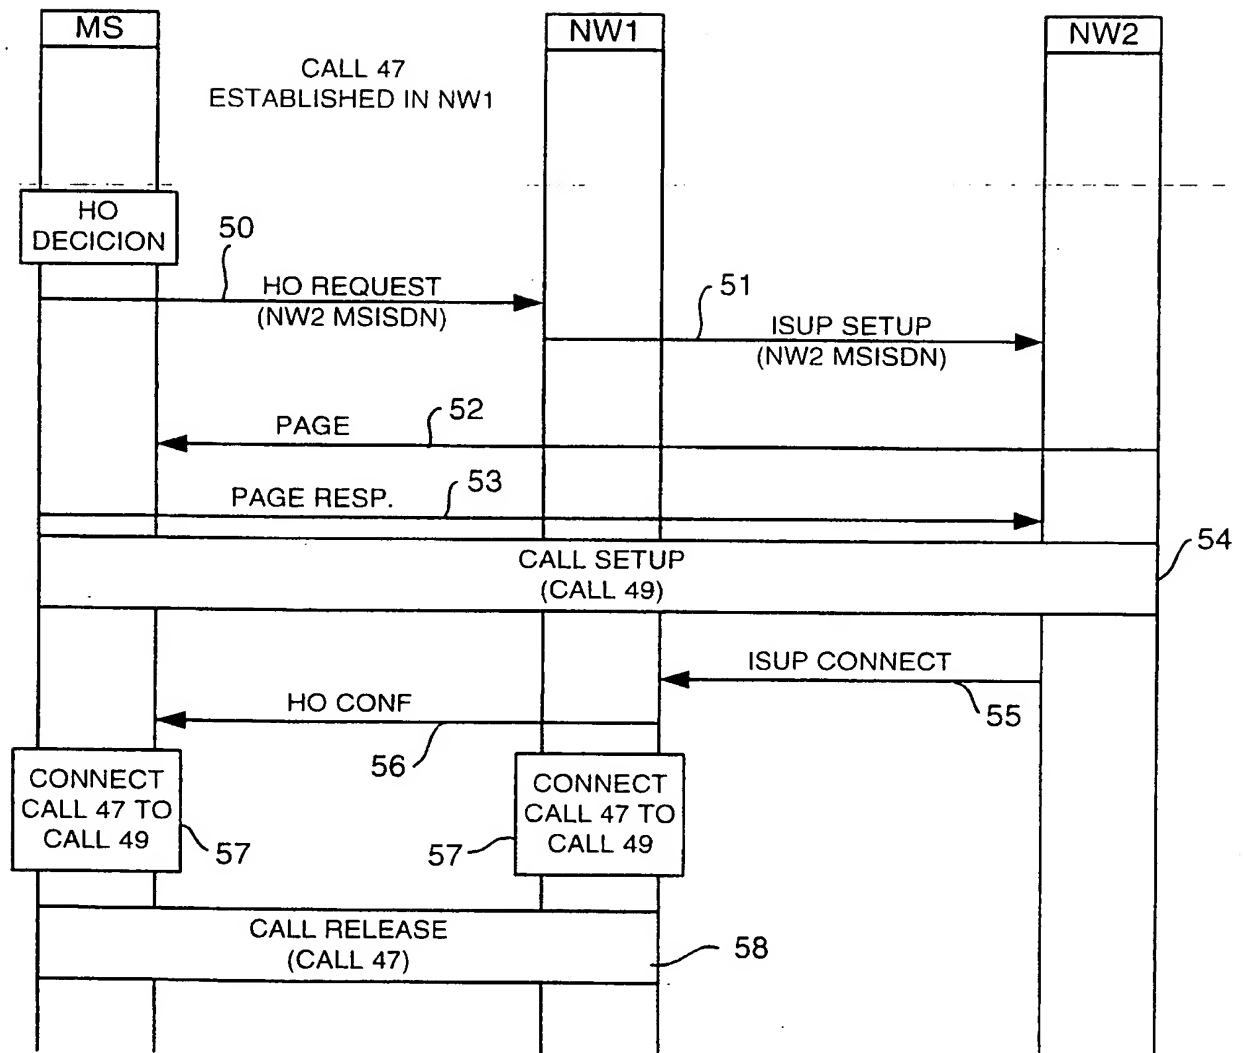 MS
NW1
NW2
CALL 47
ESTABLISHED IN NW1
HO
DECICION
50
HO REQUEST
(NW2 MSISDN)
51
ISUP SETUP
(NW2 MSISDN)
52
PAGE
53
PAGE RESP.
54
CALL SETUP
(CALL 49)
ISUP CONNECT
55
HO CONF
56
CONNECT
CALL 47 TO
CALL 49
57
CONNECT
CALL 47 TO
CALL 49
57
CALL RELEASE
(CALL 47)
58